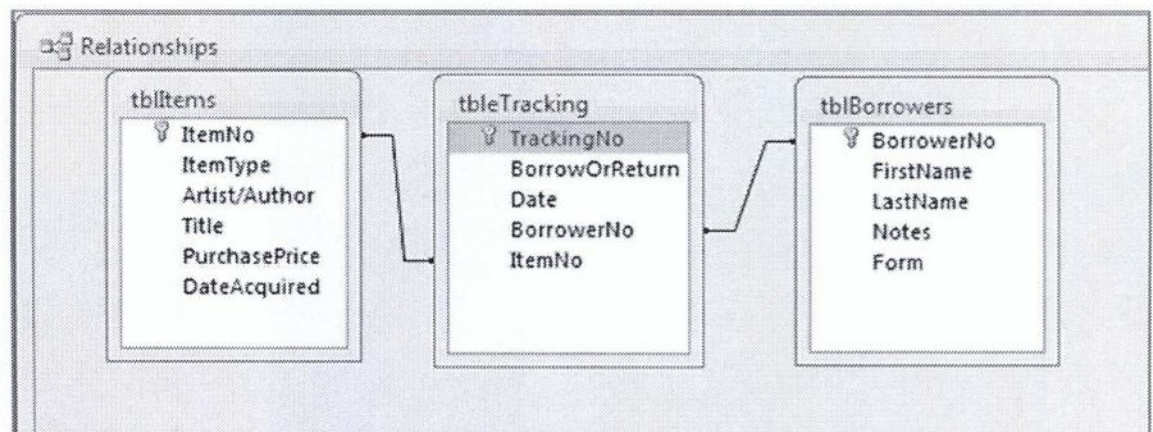 Relationships
tblItems
ItemNo
ItemType
Artist/Author
Title
PurchasePrice
DateAcquired
tbleTracking
TrackingNo
BorrowOrReturn
Date
BorrowerNo
ItemNo
tblBorrowers
BorrowerNo
FirstName
LastName
Notes
Form